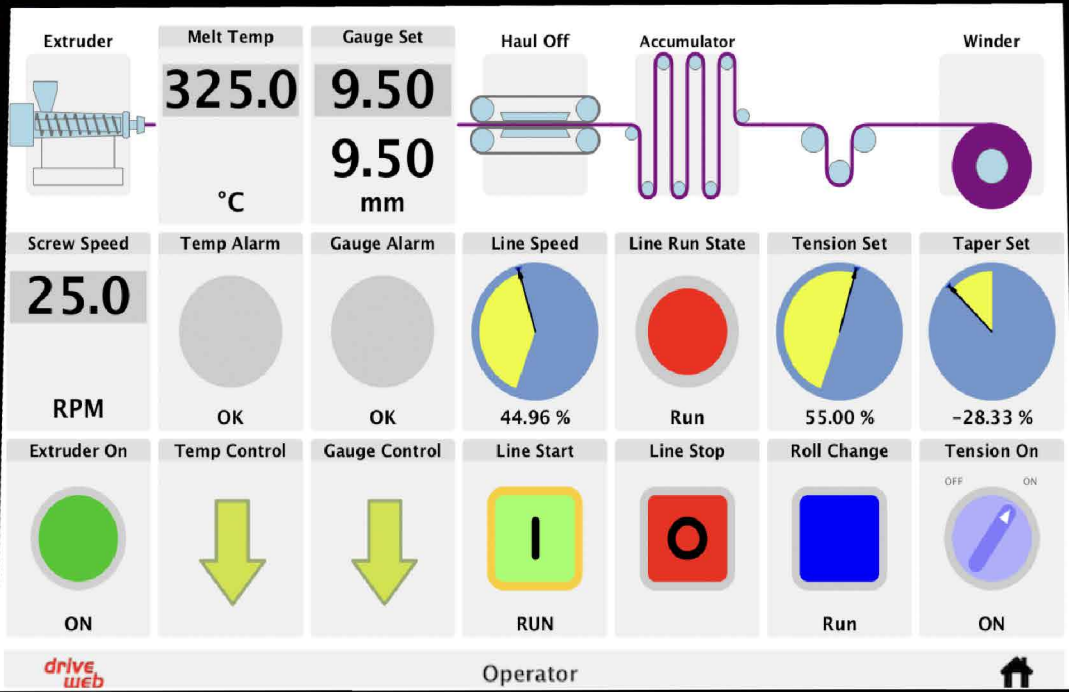 Extruder
Melt Temp
Gauge Set
Haul Off
Accumulator
Winder
325.0
9.50
9.50
°C
mm
Screw Speed
Temp Alarm
Gauge Alarm
Line Speed
Line Run State
Tension Set
Taper Set
25.0
RPM
OK
OK
44.96 %
Run
55.00 %
-28.33 %
Extruder On
Temp Control
Gauge Control
Line Start
Line Stop
Roll Change
Tension On
OFF
ON
I
O
ON
RUN
Run
ON
drive.
web
Operator